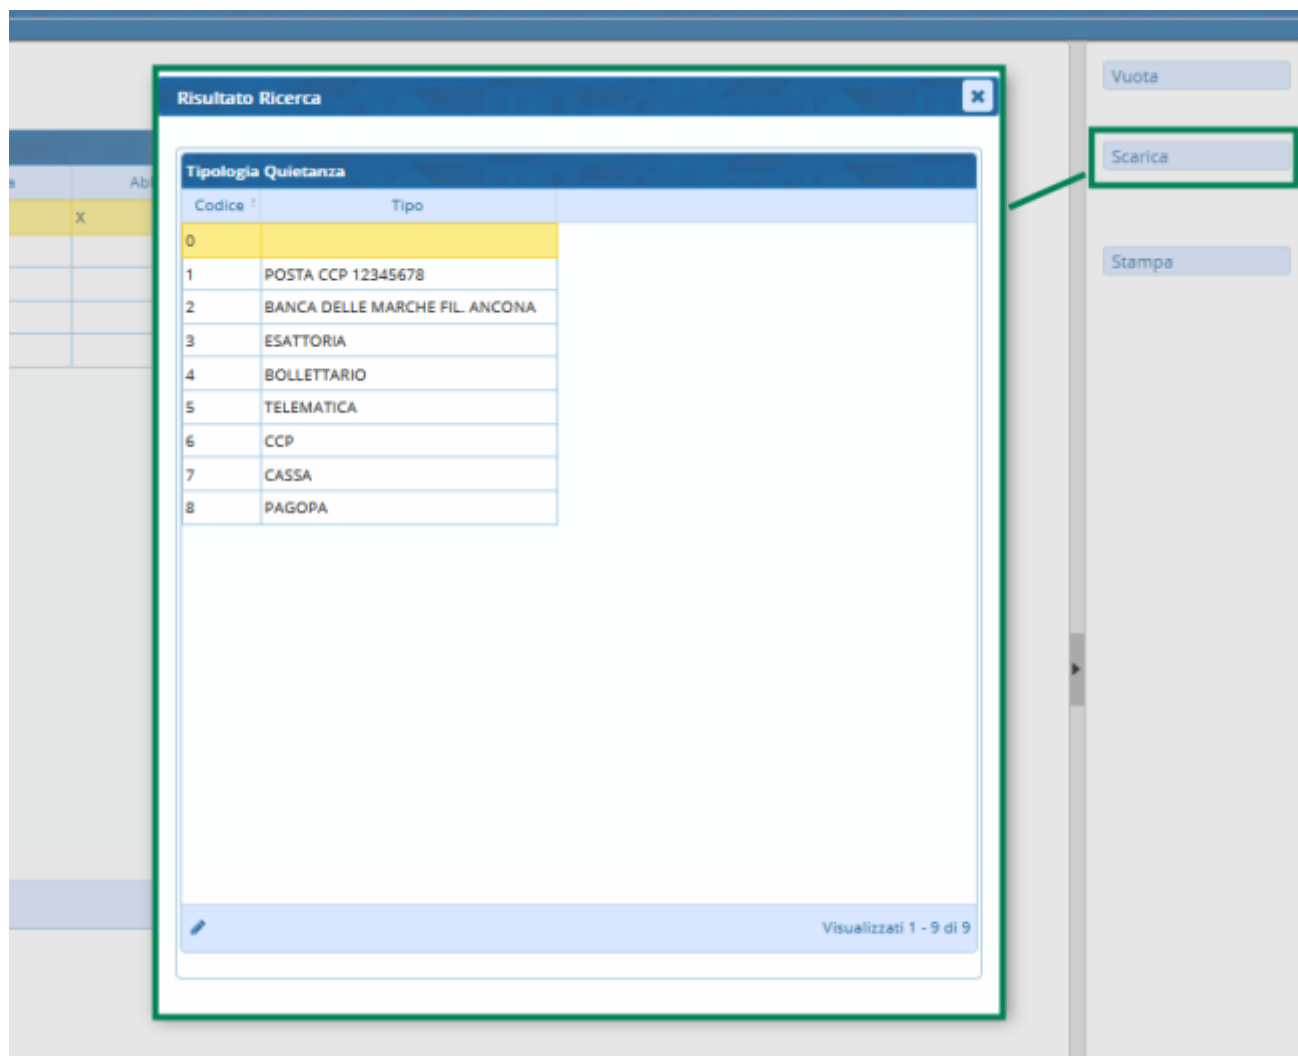 Risultato Ricerca
Vuota
Tipologia Quietanza
Scarica
Codice Tipo
X
0
Stampa
1 POSTA CCP 12345678
2 BANCA DELLE MARCHE FIL. ANCONA
3 ESATTORIA
4 BOLLETTARIO
5 TELEMATICA
6 CCP
7 CASSA
8 PAGOPA
Visualizzati 1 - 9 di 9